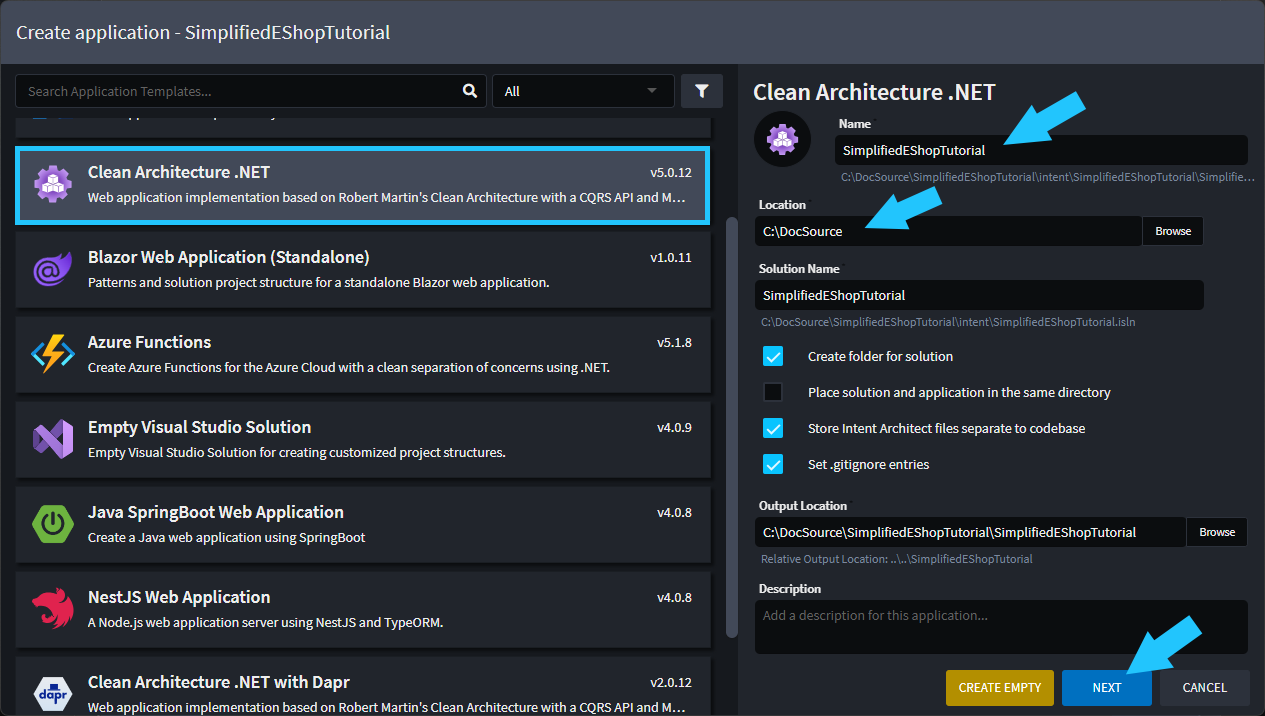 Create application - SimplifiedEShopTutorial
Search Application Templates...
All
Clean Architecture .NET
v5.0.12
Web application implementation based on Robert Martin's Clean Architecture with a CQRS API and M...
Blazor Web Application (Standalone)
v1.0.11
Patterns and solution project structure for a standalone Blazor web application.
Azure Functions
v5.1.8
Create Azure Functions for the Azure Cloud with a clean separation of concerns using .NET.
Empty Visual Studio Solution
v4.0.9
Empty Visual Studio Solution for creating customized project structures.
Java SpringBoot Web Application
v4.0.8
Create a Java web application using SpringBoot
NestJS Web Application
v4.0.8
A Node.js web application server using NestJS and TypeORM.
dapr
Clean Architecture .NET with Dapr
v2.0.12
Web application implementation based on Robert Martin's Clean Architecture with a CQRS API and M...
Clean Architecture .NET
Name
SimplifiedEShopTutorial
C:\DocSource\SimplifiedEShopTutorial\intent\SimplifiedEShopTutorial\Simplifie...
Location
C:\DocSource
Browse
Solution Name
SimplifiedEShopTutorial
C:\DocSource\SimplifiedEShopTutorial\intent\SimplifiedEShopTutorial.isln
Create folder for solution
Place solution and application in the same directory
Store Intent Architect files separate to codebase
Set .gitignore entries
Output Location
C:\DocSource\SimplifiedEShopTutorial\SimplifiedEShopTutorial
Browse
Relative Output Location: ..\..\SimplifiedEShopTutorial
Description
Add a description for this application...
CREATE EMPTY
NEXT
CANCEL